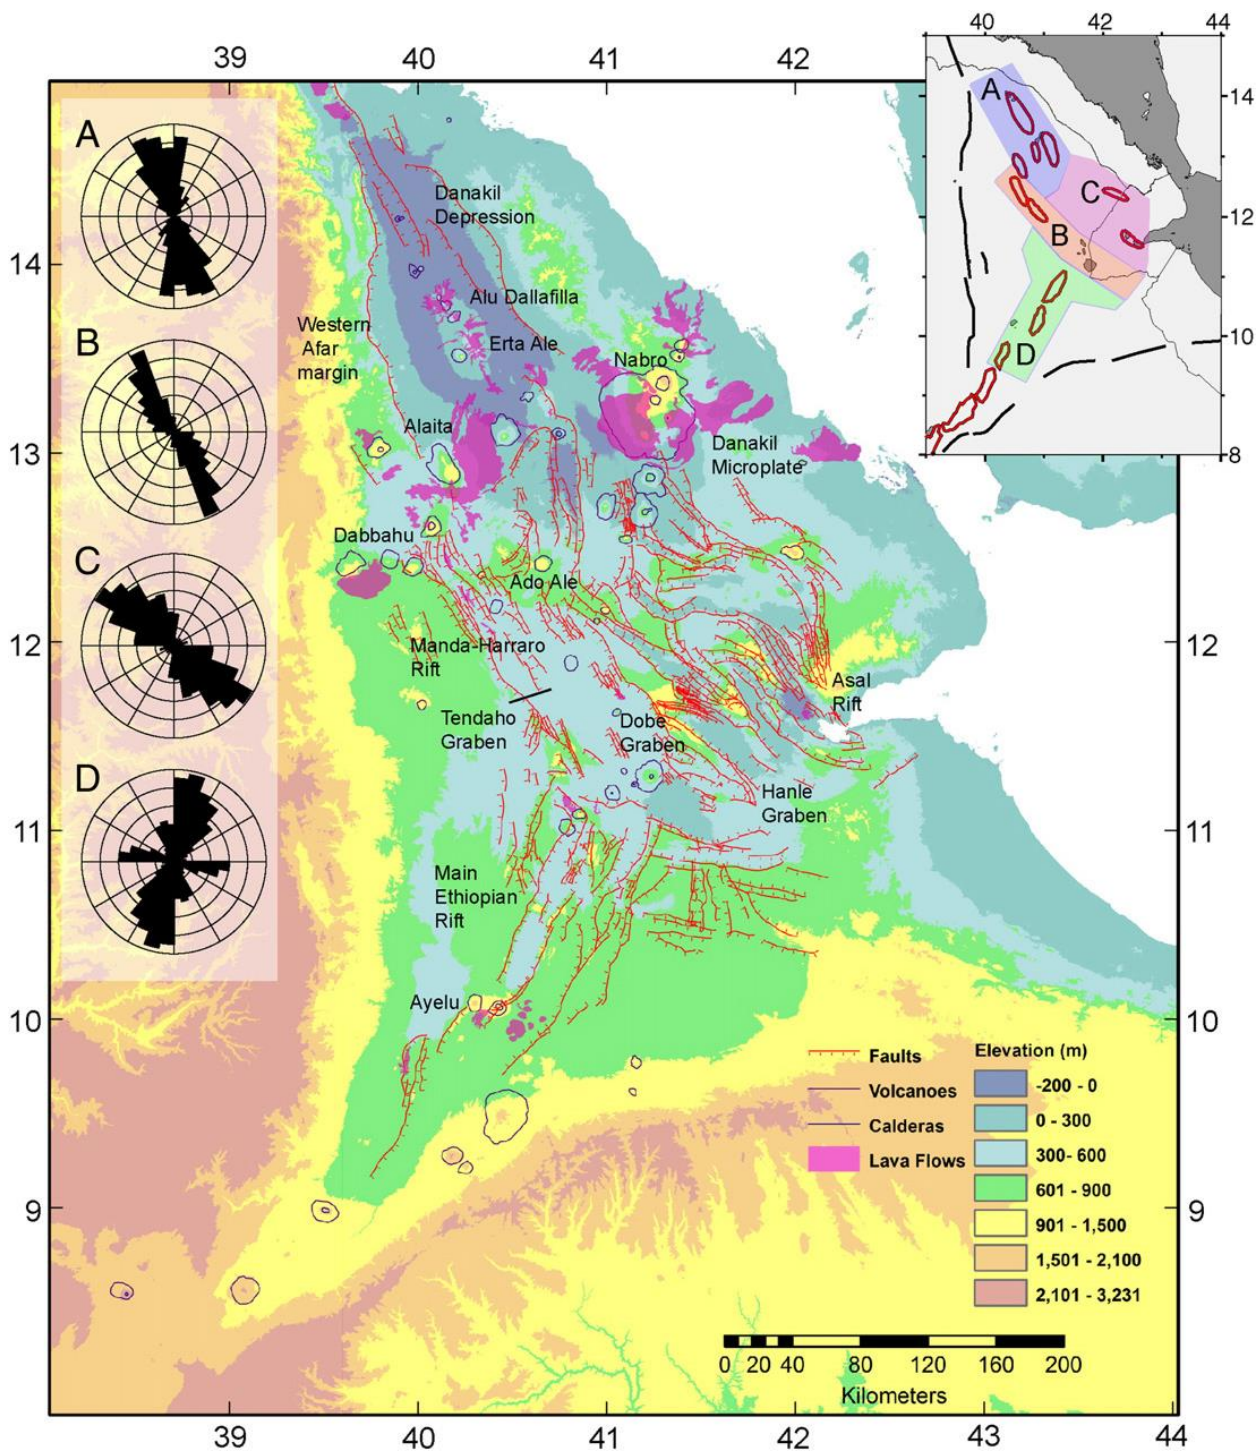 39
40
41
42
40
42
44
14
12
10
8
A
B
C
D
A
B
C
D
14
13
12
11
10
9
12
11
10
9
Danakil
Depression
Alu Dallafilla
Western
Afar
margin
Erta Ale
Nabro
Alaita
Danakil
Microplate
Dabbahu
Ado Ale
Manda-Harraro
Rift
Asal
Rift
Tendaho
Graben
Dobe
Graben
Hanle
Graben
Main
Ethiopian
Rift
Ayelu
Faults
Volcanoes
Calderas
Lava Flows
Elevation (m)
-200 - 0
0 - 300
300- 600
601 - 900
901 - 1,500
1,501 - 2,100
2,101 - 3,231
0 20 40 80 120 160 200
Kilometers
39
40
41
42
43
44